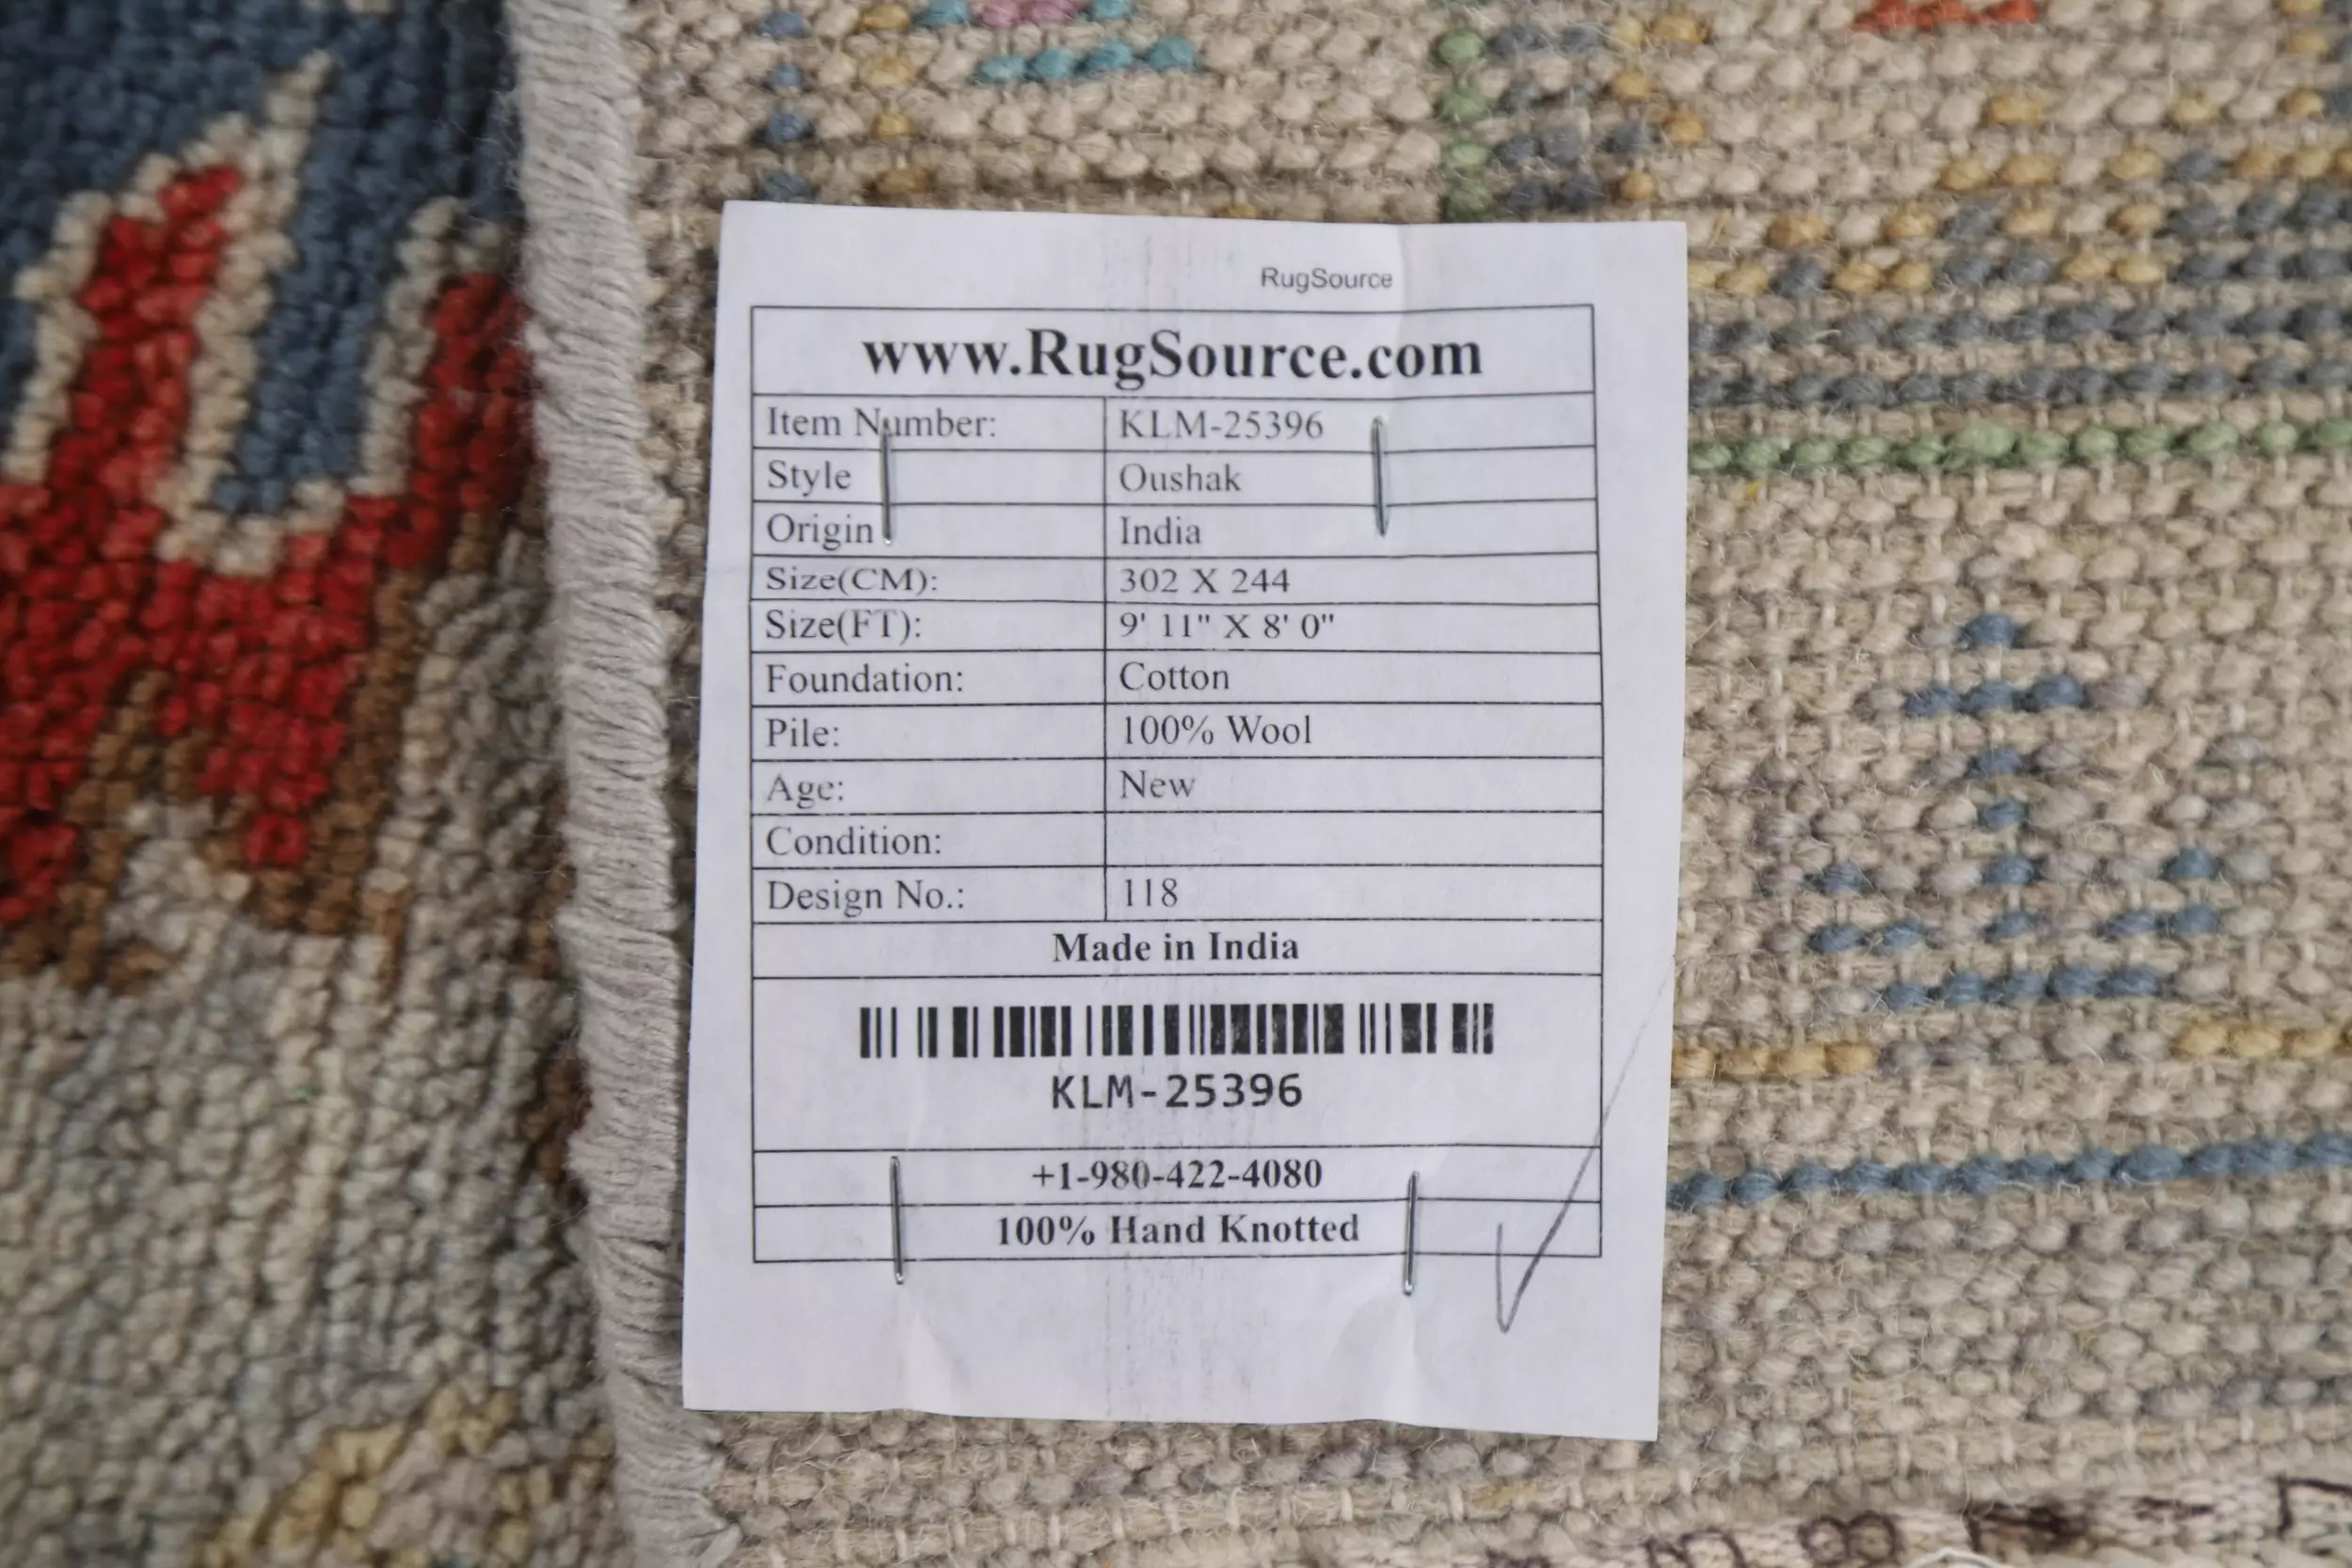 RugSource
www.RugSource.com
Item Number: KLM-25396
Style Oushak
Origin India
Size(CM): 302 X 244
Size(FT): 9' 11" X 8' 0"
Foundation: Cotton
Pile: 100% Wool
Age: New
Condition:
Design No.: 118
Made in India
KLM-25396
+1-980-422-4080
100% Hand Knotted